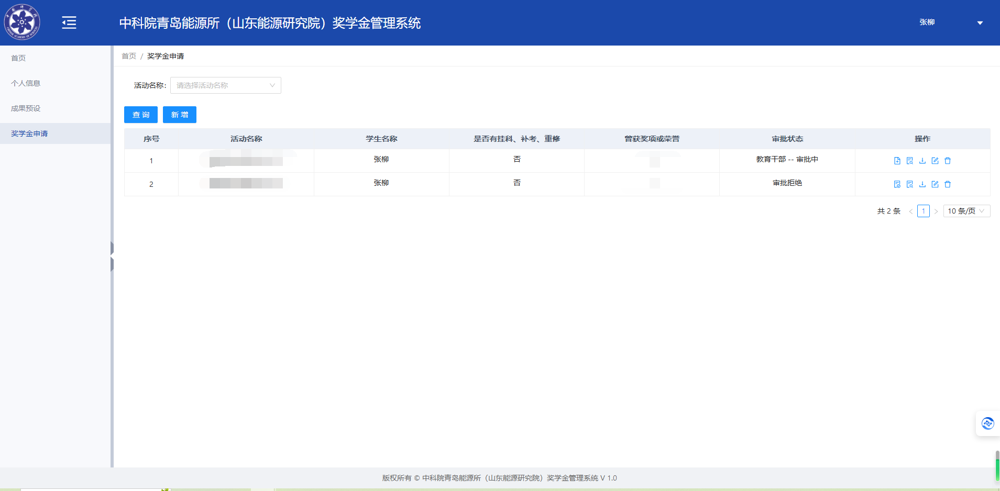 中科院青岛能源所（山东能源研究院）奖学金管理系统
张柳
首页
个人信息
成果预设
奖学金申请
首页 / 奖学金申请
活动名称: 请选择活动名称
查 询 新 增
序号 活动名称 学生名称 是否有挂科、补考、重修 曾获奖项或荣誉 审批状态 操作
1 张柳 否 教育干部 -- 审批中
2 张柳 否 审批拒绝
共 2 条 < 1 > 10 条/页
版权所有 © 中科院青岛能源所（山东能源研究院）奖学金管理系统 V 1.0